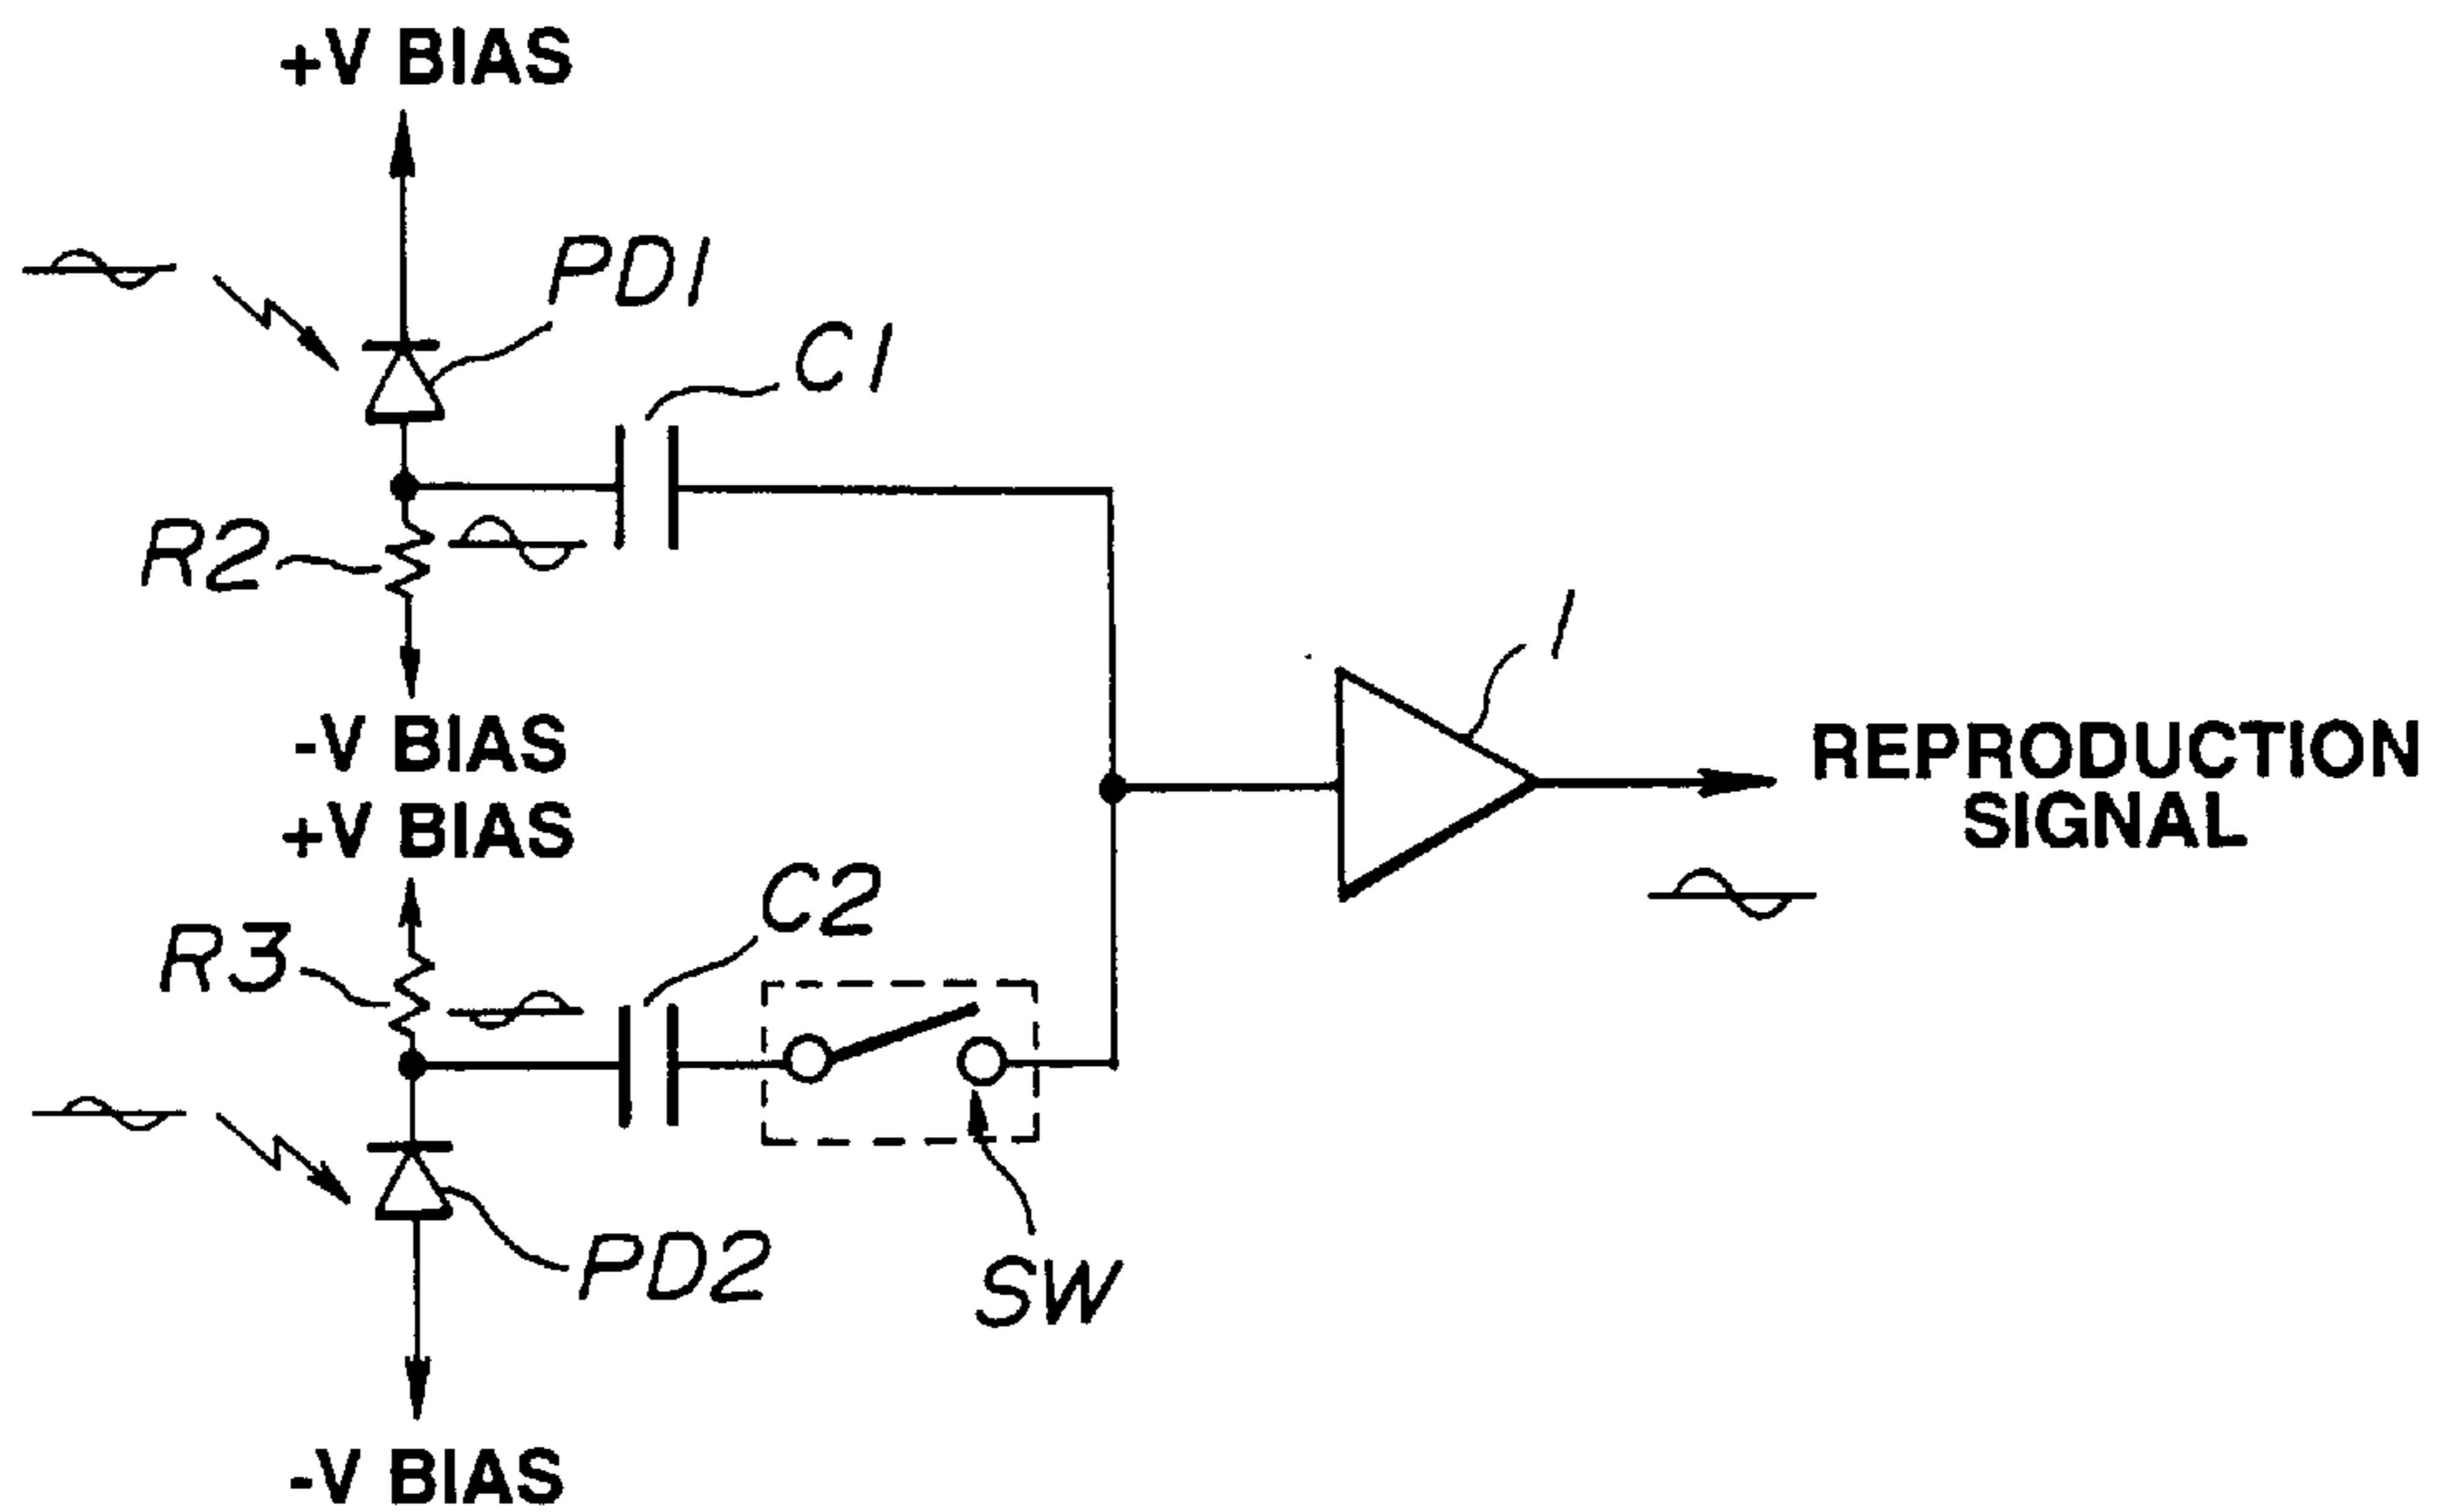 +V BIAS
PD1
C1
R2
-V BIAS
+V BIAS
1
REPRODUCTION
SIGNAL
C2
R3
PD2
SW
-V BIAS